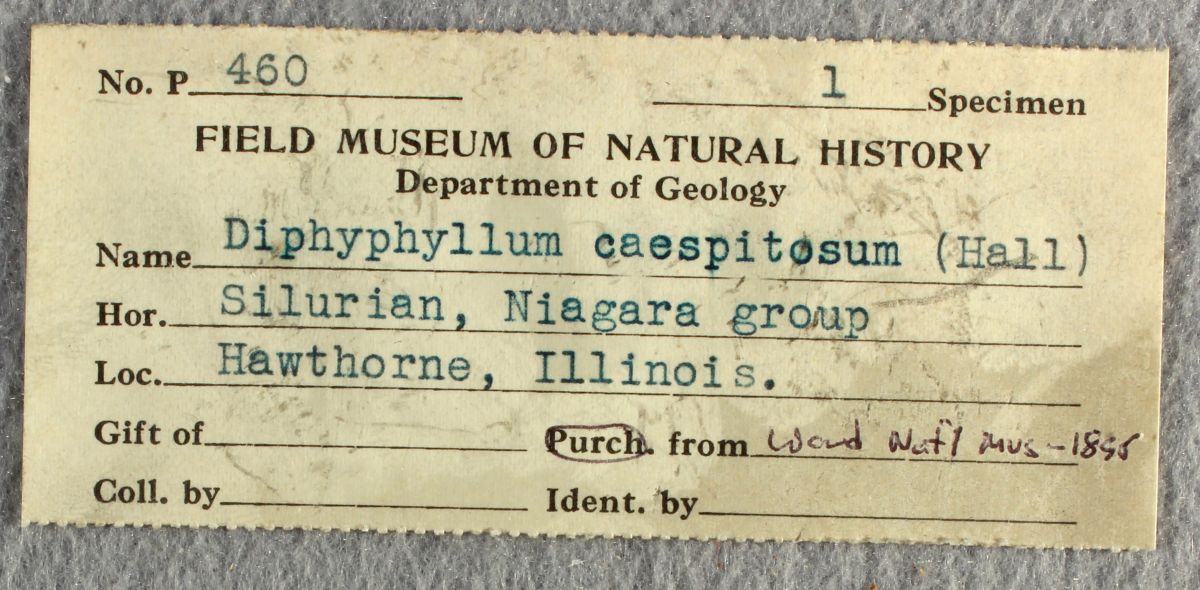 No. P 460 1 Specimen
FIELD MUSEUM OF NATURAL HISTORY
Department of Geology
Name Diphyphyllum caespitosum (Hall)
Hor. Silurian, Niagara group
Loc. Hawthorne, Illinois.
Gift of Purch. from Ward Nat'l Mus -
Coll. by Ident. by